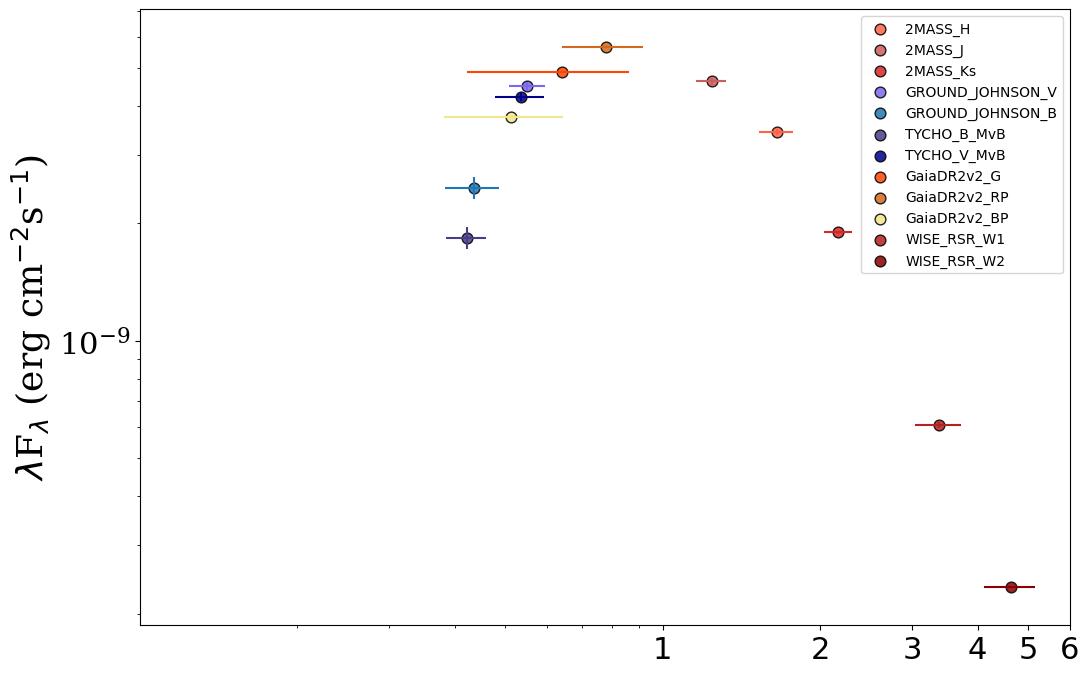 2MASS_H
2MASS_J
2MASS_Ks
GROUND_JOHNSON_V
GROUND_JOHNSON_B
TYCHO_B_MvB
TYCHO_V_MvB
GaiaDR2v2_G
GaiaDR2v2_RP
GaiaDR2v2_BP
WISE_RSR_W1
WISE_RSR_W2
λF_λ (erg cm⁻²s⁻¹)
10⁻⁹
1 2 3 4 5 6